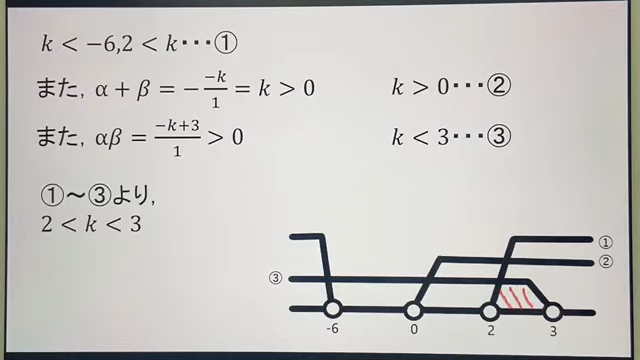 k < −6, 2 < k・・・①
また, α + β = − −k/1 = k > 0
k > 0・・・②
また, αβ = −k+3/1 > 0
k < 3・・・③
①～③より,
2 < k < 3
①
②
③
-6 0 2 3